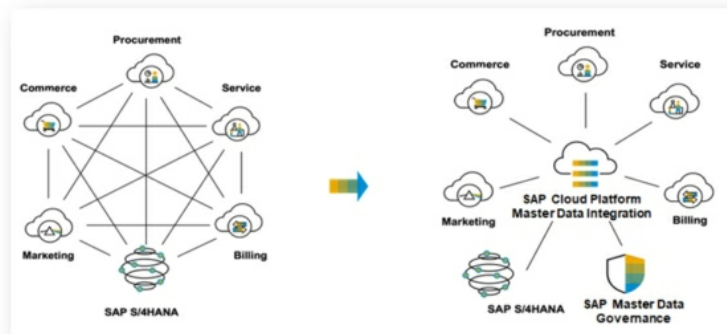 Procurement
Commerce
Service
Marketing
Billing
SAP S/4HANA
Procurement
Commerce
Service
SAP Cloud Platform
Master Data Integration
Marketing
Billing
SAP S/4HANA
SAP Master Data
Governance